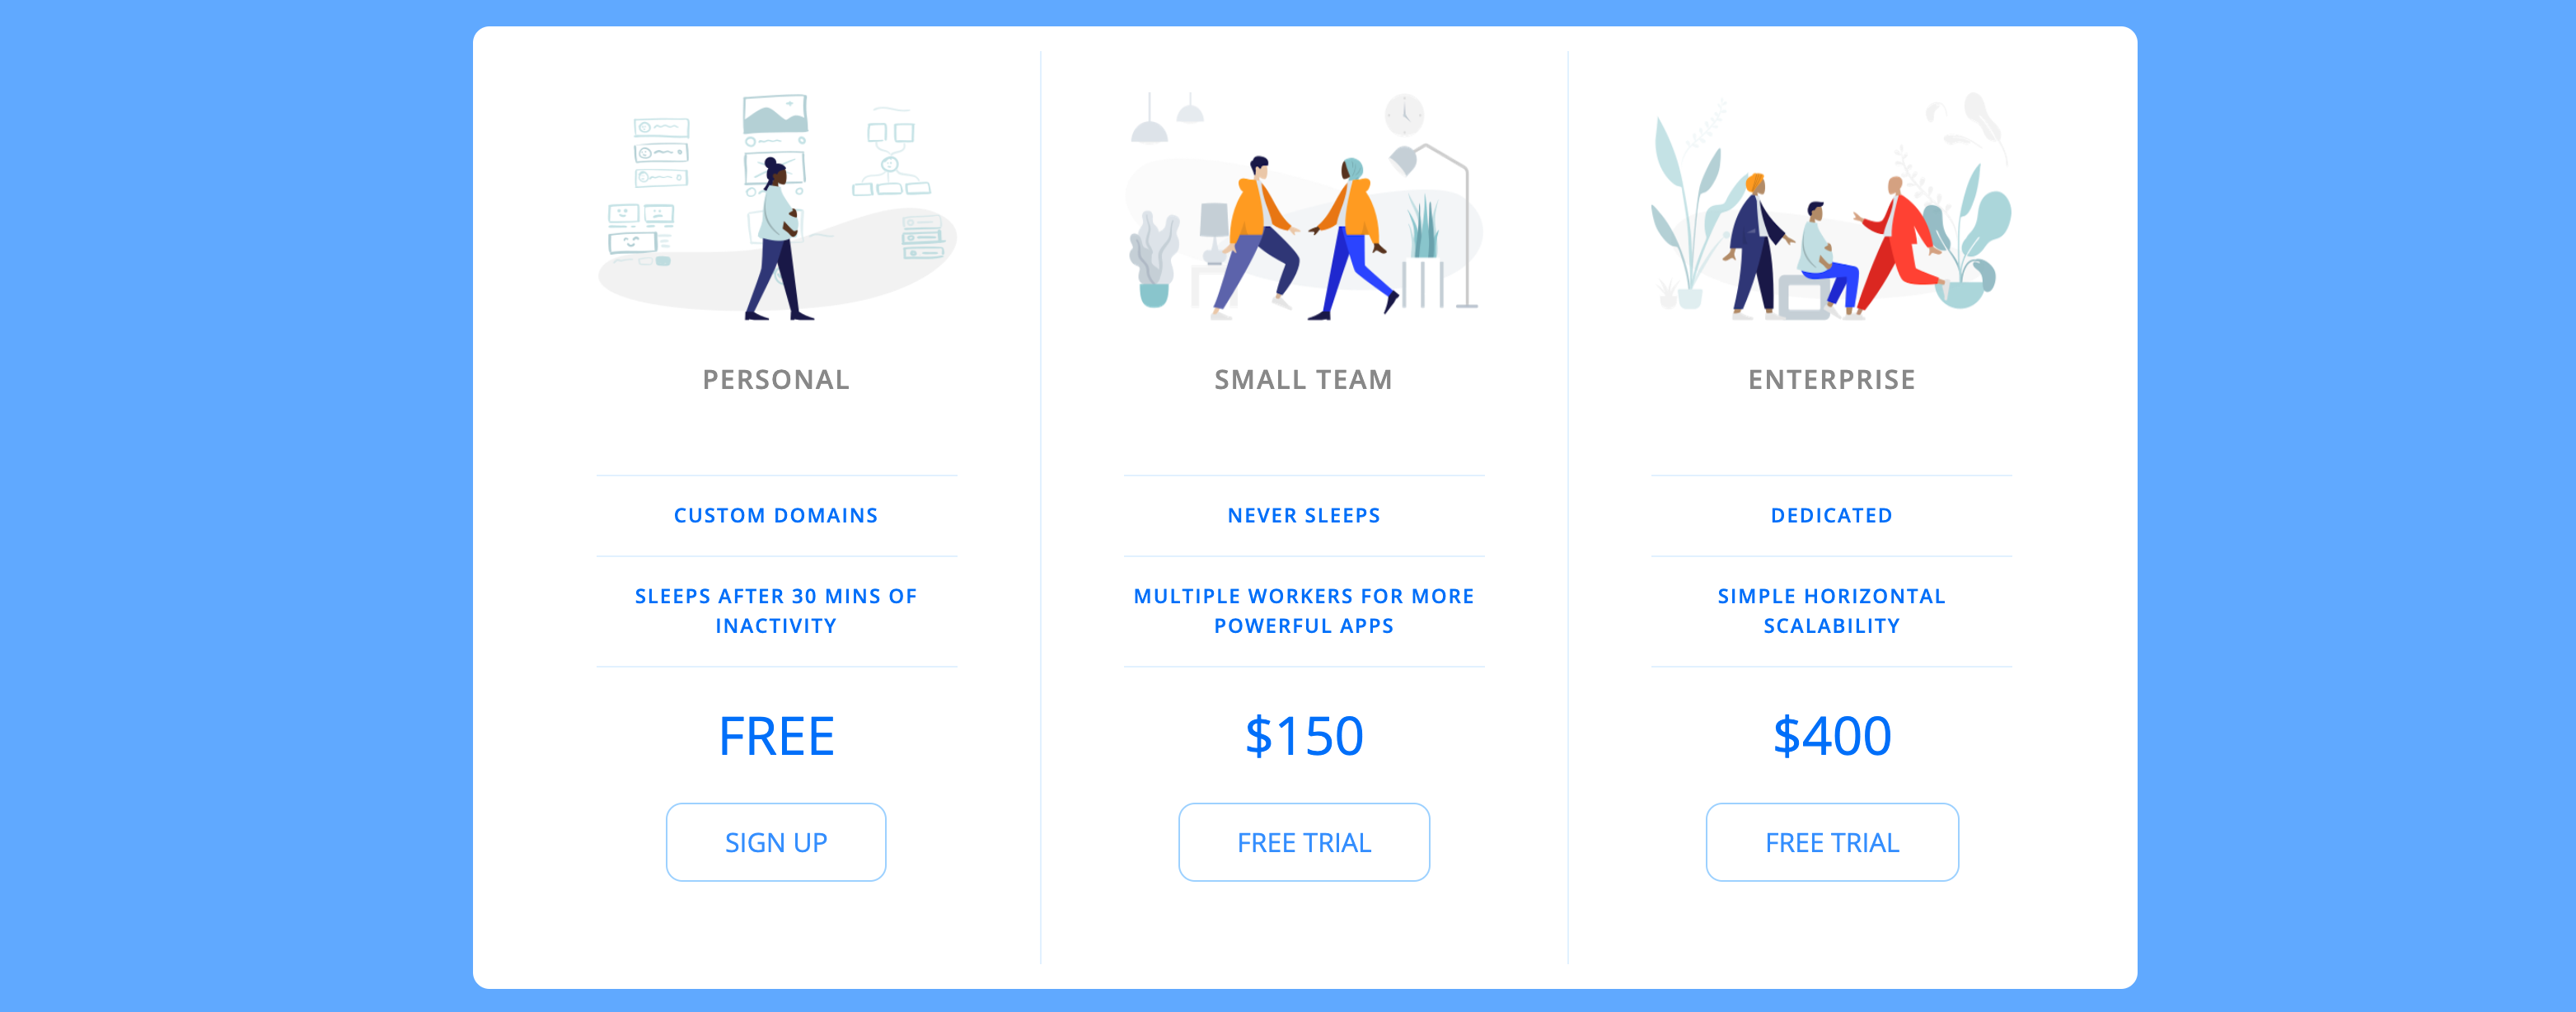 PERSONAL
CUSTOM DOMAINS
SLEEPS AFTER 30 MINS OF
INACTIVITY
FREE
SIGN UP
SMALL TEAM
NEVER SLEEPS
MULTIPLE WORKERS FOR MORE
POWERFUL APPS
$150
FREE TRIAL
ENTERPRISE
DEDICATED
SIMPLE HORIZONTAL
SCALABILITY
$400
FREE TRIAL